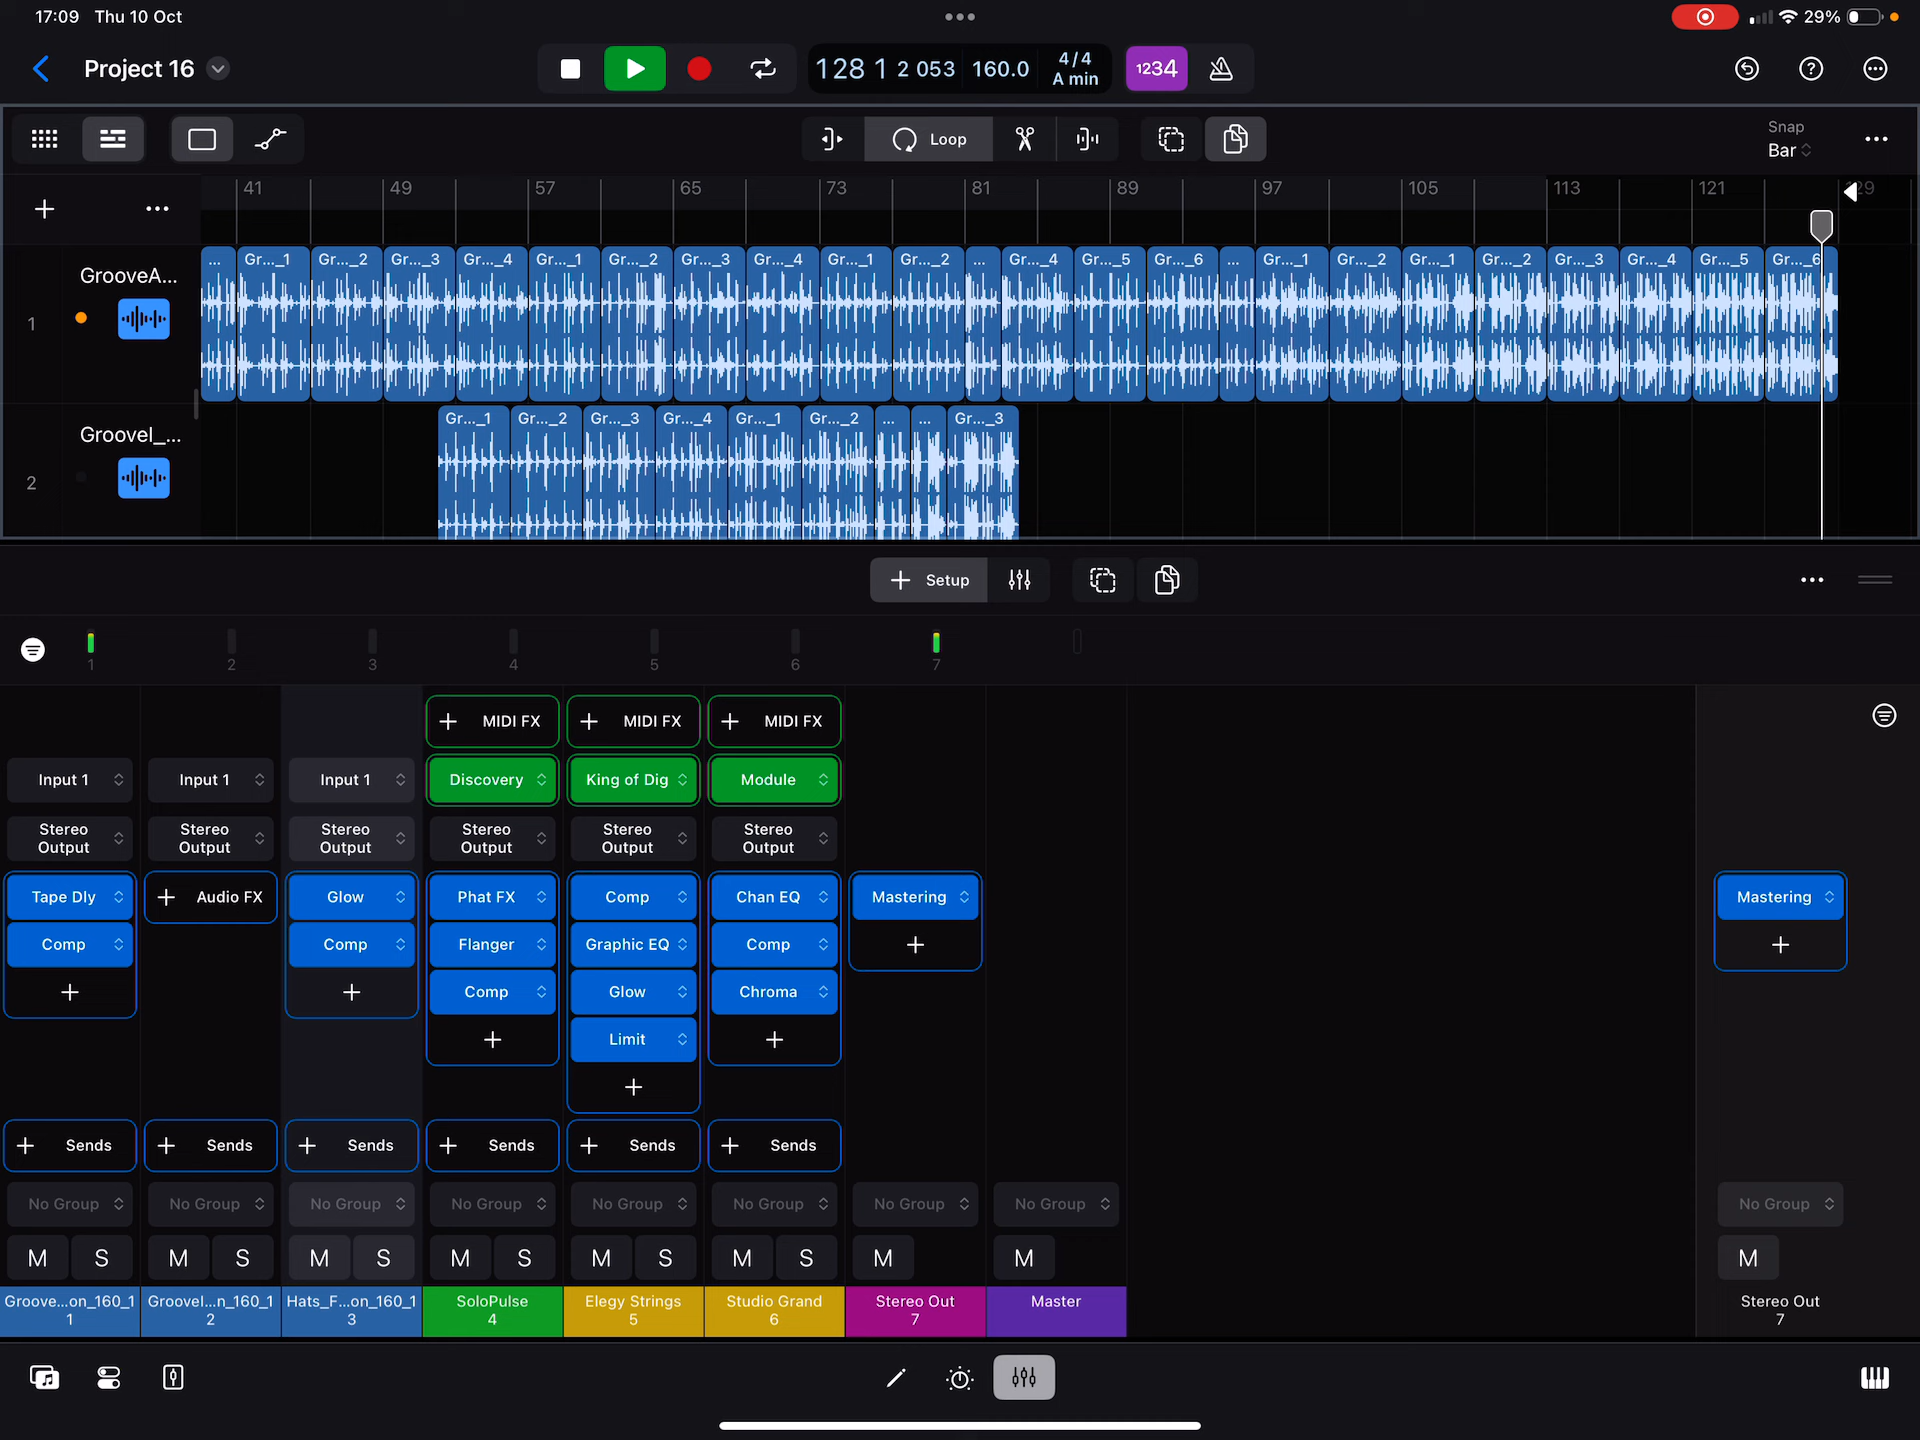 17:09 Thu 10 Oct
29%
Project 16
128 1 2 053 160.0 4/4
A min
1234
Loop
Snap
Bar
41 49 57 65 73 81 89 97 105 113 121
GrooveA...
1
... Gr..._1 Gr..._2 Gr..._3 Gr..._4 Gr..._1 Gr..._2 Gr..._3 Gr..._4 Gr..._1 Gr..._2 ... Gr..._4 Gr..._5 Gr..._6 ... Gr..._1 Gr..._2 Gr..._1 Gr..._2 Gr..._3 Gr..._4 Gr..._5 Gr..._6
GrooveI_...
2
Gr..._1 Gr..._2 Gr..._3 Gr..._4 Gr..._1 Gr..._2 ... ... Gr..._3
Setup
1 2 3 4 5 6 7
MIDI FX MIDI FX MIDI FX
Input 1 Input 1 Input 1 Discovery King of Dig Module
Stereo Stereo Stereo Stereo Stereo Stereo
Output Output Output Output Output Output
Tape Dly Audio FX Glow Phat FX Comp Chan EQ Mastering Mastering
Comp Comp Flanger Graphic EQ Comp
Comp Glow Chroma
Limit
Sends Sends Sends Sends Sends Sends
No Group No Group No Group No Group No Group No Group No Group No Group No Group
M S M S M S M S M S M S M M M
Groove...on_160_1 GrooveI...n_160_1 Hats_F...on_160_1 SoloPulse Elegy Strings Studio Grand Stereo Out Master Stereo Out
1 2 3 4 5 6 7 7